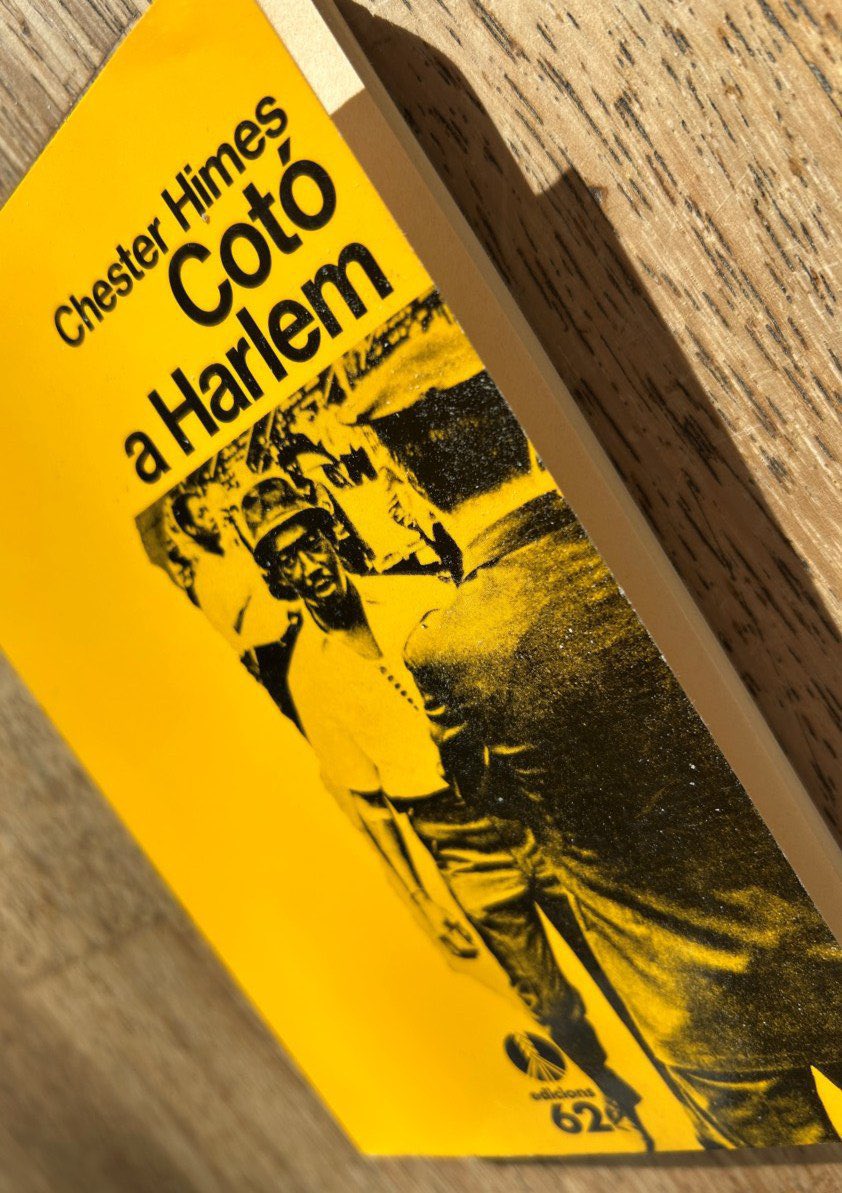 Chester Himes
Cotó
a Harlem
edicions
62